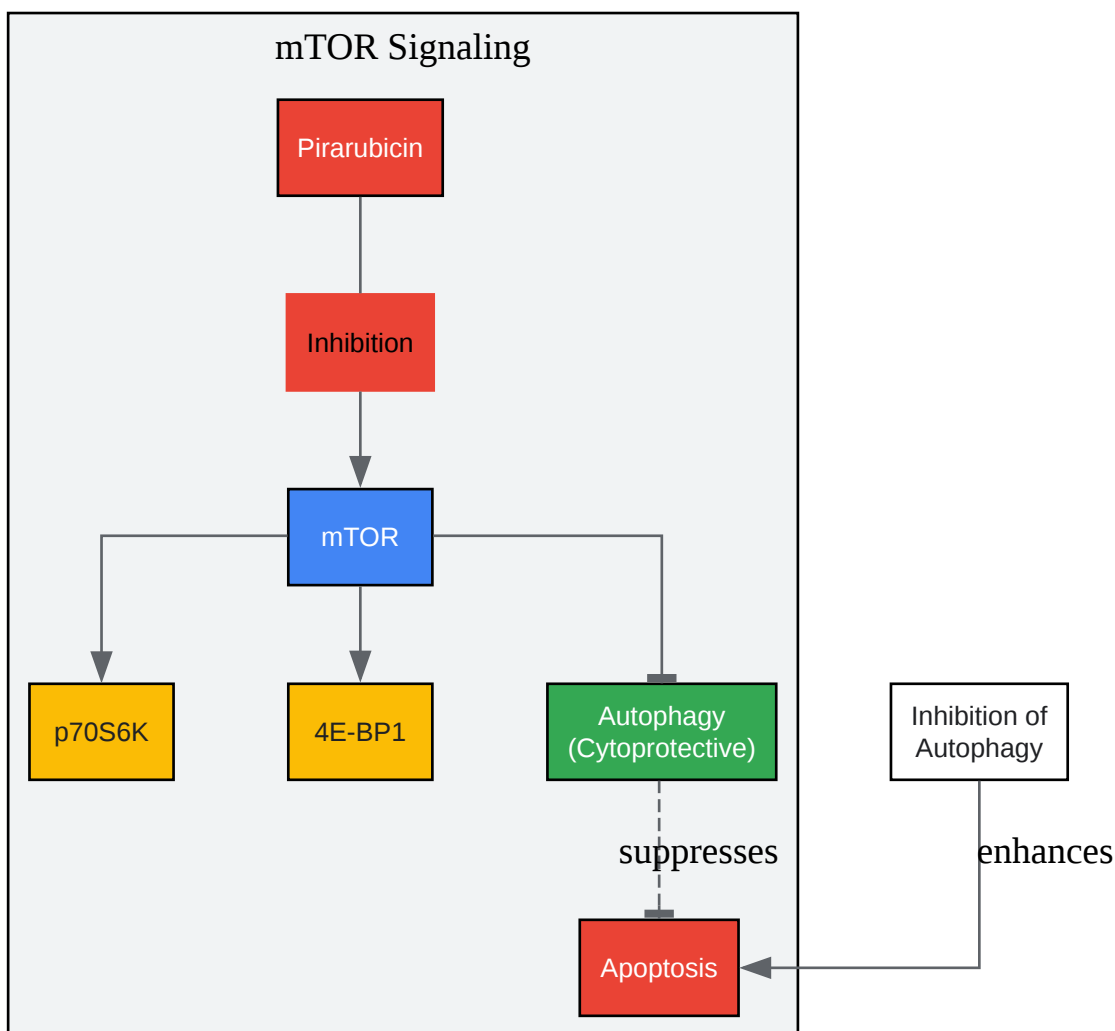 mTOR Signaling
Pirarubicin
Inhibition
mTOR
p70S6K
4E-BP1
Autophagy
(Cytoprotective)
Inhibition of
Autophagy
suppresses
enhances
Apoptosis